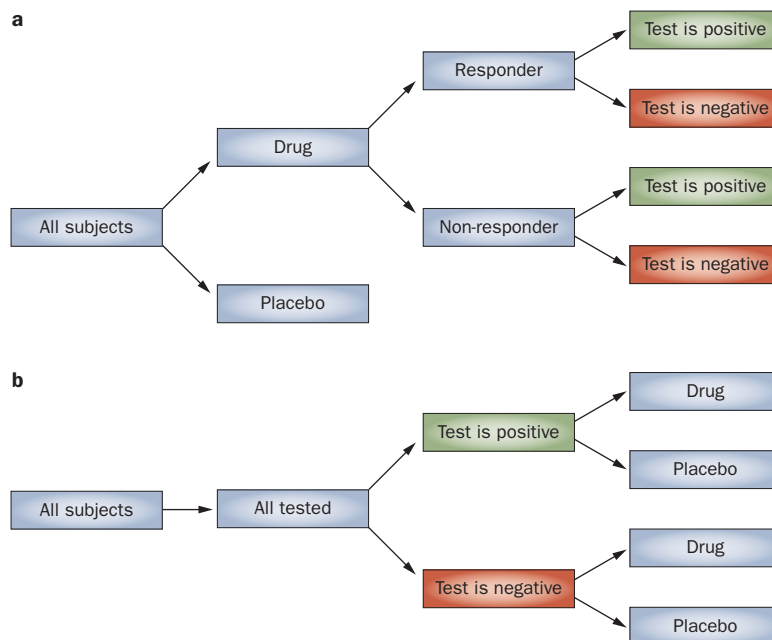 a
Test is positive
Responder
Test is negative
Drug
Test is positive
All subjects
Non-responder
Test is negative
Placebo
b
Drug
Test is positive
Placebo
All subjects
All tested
Drug
Test is negative
Placebo